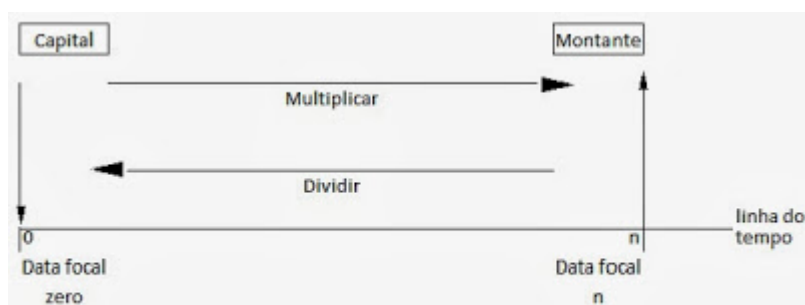 Capital
Montante
Multiplicar
Dividir
linha do
tempo
0
n
Data focal
zero
Data focal
n